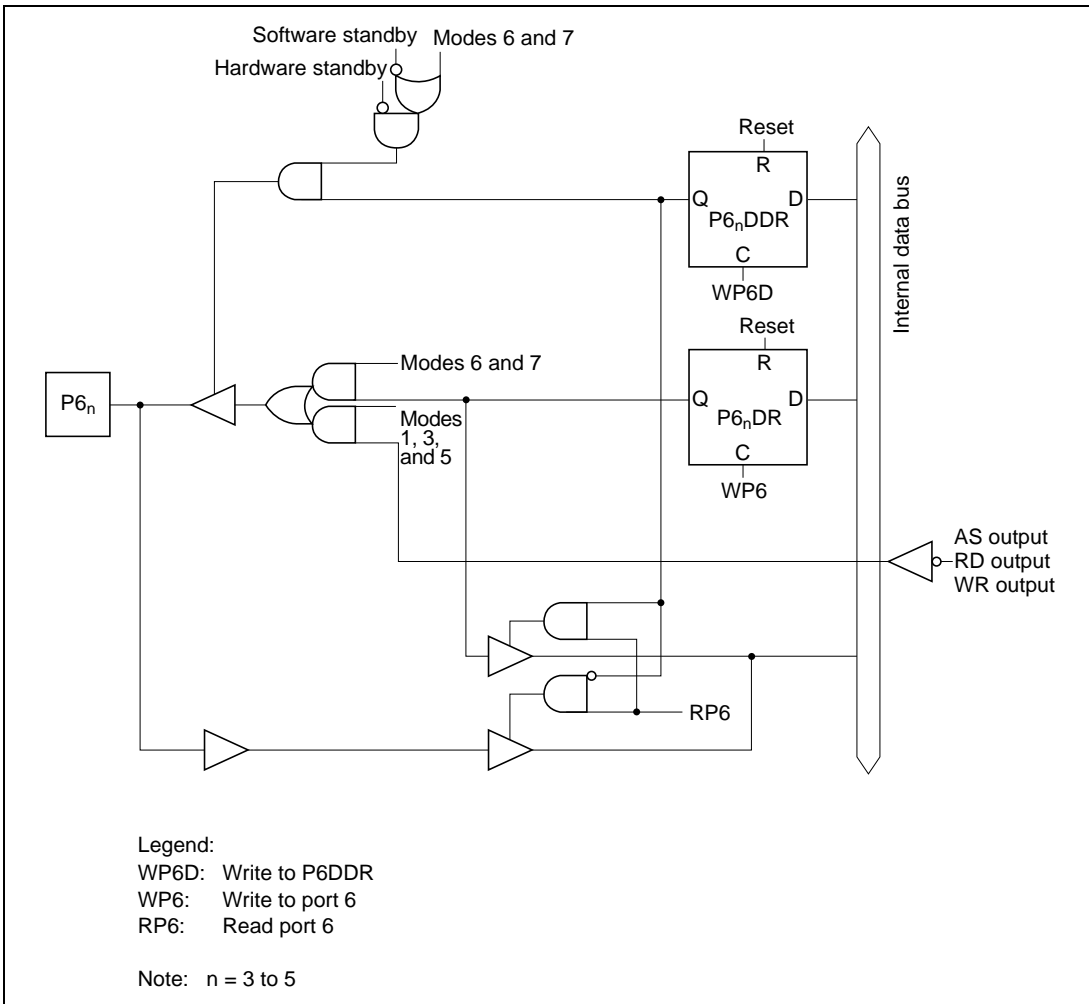 Software standby
Modes 6 and 7
Hardware standby
Reset
R
Q
D
P6nDDR
C
WP6D
Internal data bus
Reset
R
Modes 6 and 7
P6n
Q
D
P6nDR
Modes
1, 3,
and 5
C
WP6
AS output
RD output
WR output
RP6
Legend:
WP6D: Write to P6DDR
WP6: Write to port 6
RP6: Read port 6
Note: n = 3 to 5